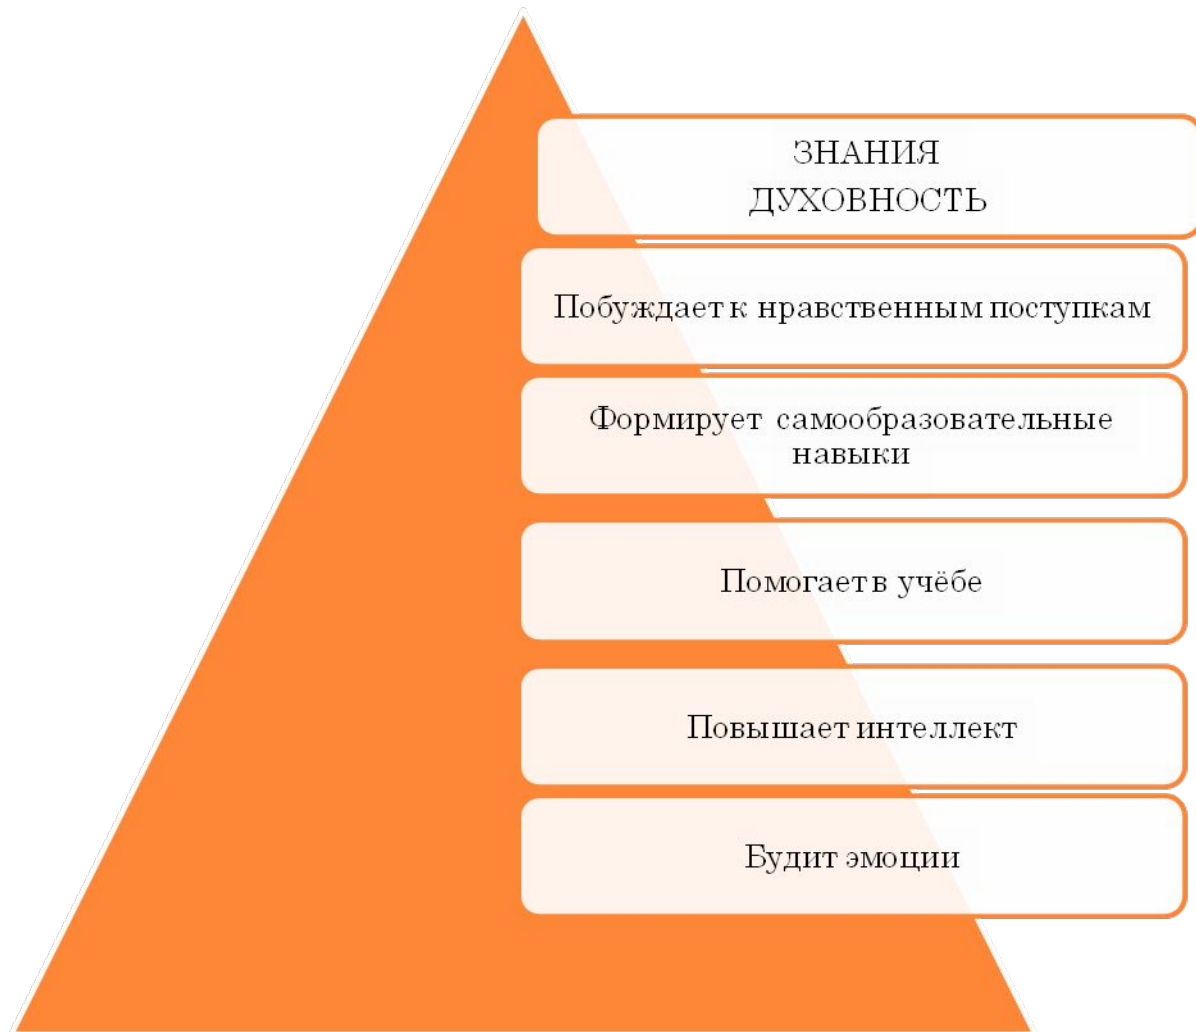 ЗНАНИЯ
ДУХОВНОСТЬ
Побуждает к нравственным поступкам
Формирует самообразовательные
навыки
Помогает в учёбе
Повышает интеллект
Будит эмоции